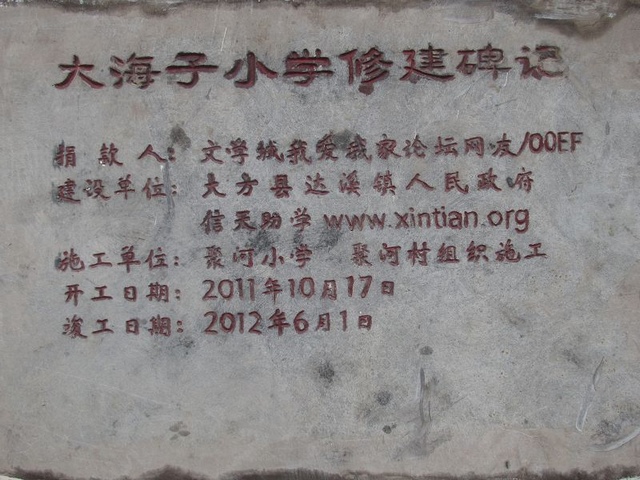 大海子小学修建碑记
捐 款 人： 文学城我爱我家论坛网友/OOEF
建设单位： 大方县达溪镇人民政府
信天助学 www.xintian.org
施工单位： 聚河小学 聚河村组织施工
开工日期： 2011年10月17日
竣工日期： 2012年6月1日